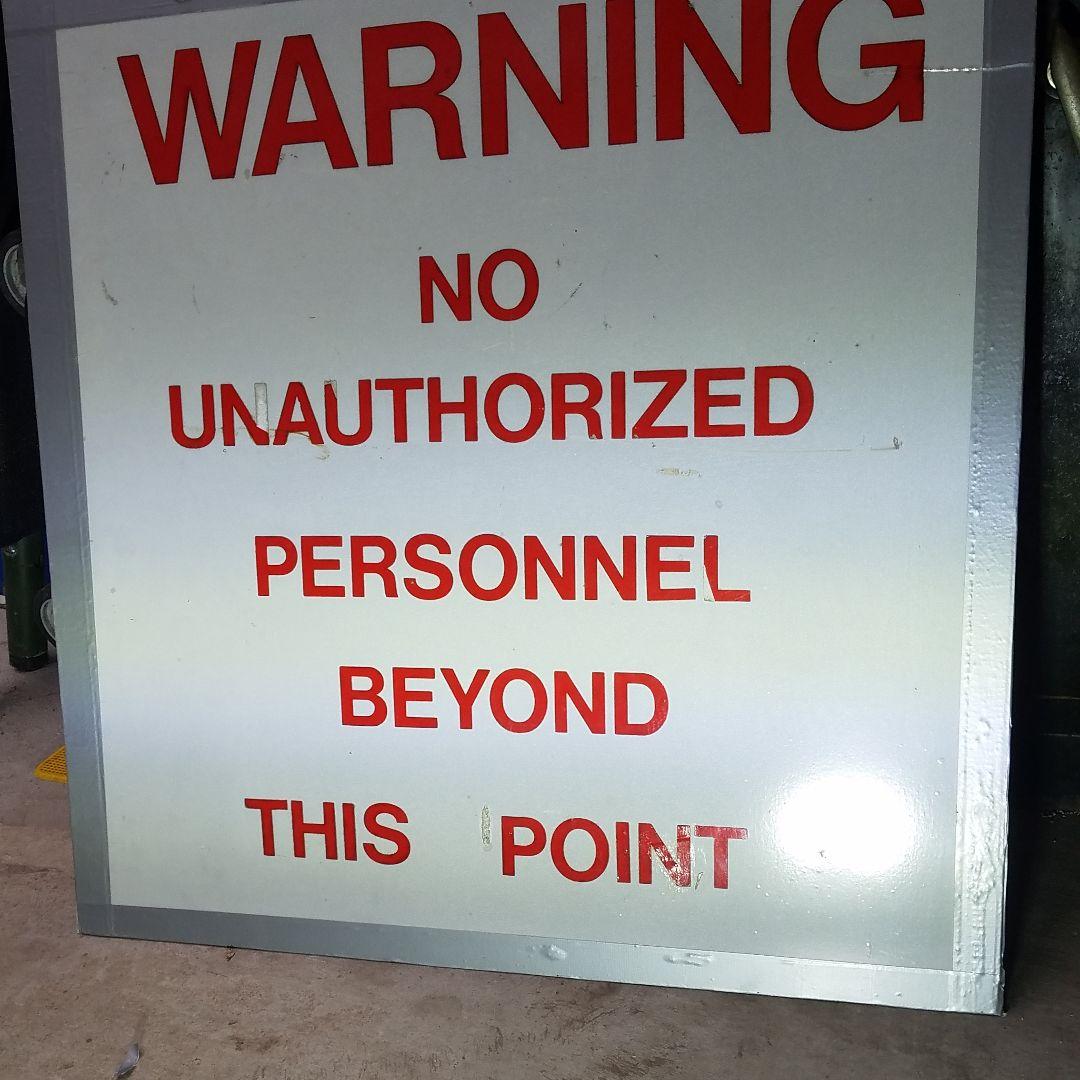 WARNING
NO
UNAUTHORIZED
PERSONNEL
BEYOND
THIS POINT